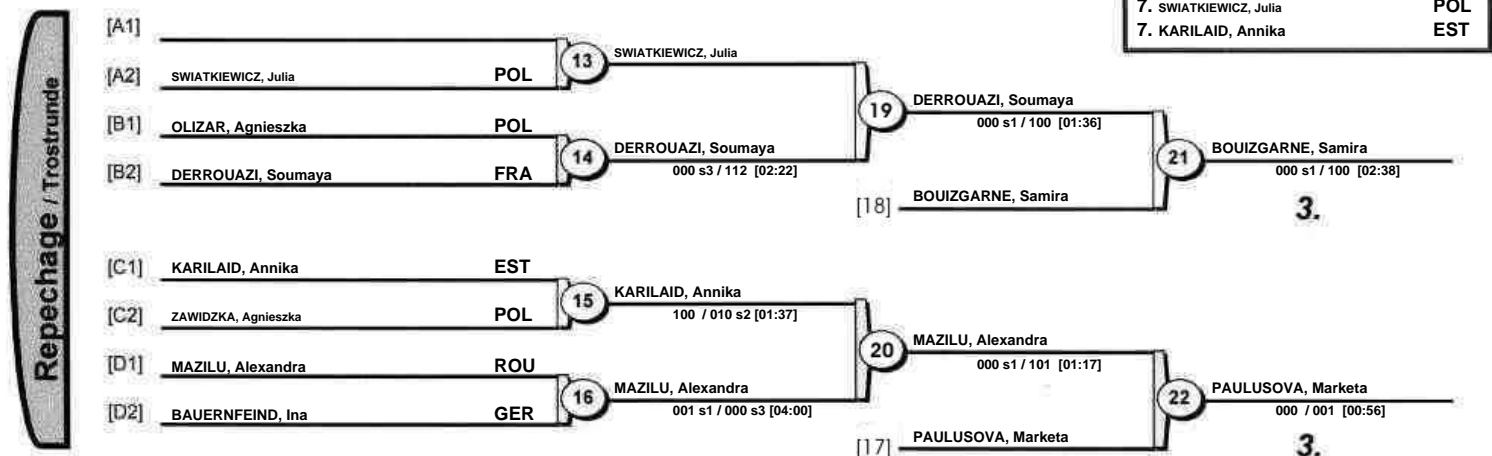 7. SWIATKIEWICZ, Julia POL
7. KARILAID, Annika EST
Repechage / Trostrunde
[A1]
[A2] SWIATKIEWICZ, Julia POL
13 SWIATKIEWICZ, Julia
[B1] OLIZAR, Agnieszka POL
[B2] DERROUAZI, Soumaya FRA
14 DERROUAZI, Soumaya
000 s3 / 112 [02:22]
19 DERROUAZI, Soumaya
000 s1 / 100 [01:36]
[18] BOUIZGARNE, Samira
21 BOUIZGARNE, Samira
000 s1 / 100 [02:38]
3.
[C1] KARILAID, Annika EST
[C2] ZAWIDZKA, Agnieszka POL
15 KARILAID, Annika
100 / 010 s2 [01:37]
[D1] MAZILU, Alexandra ROU
[D2] BAUERNFEIND, Ina GER
16 MAZILU, Alexandra
001 s1 / 000 s3 [04:00]
20 MAZILU, Alexandra
000 s1 / 101 [01:17]
[17] PAULUSOVA, Marketa
22 PAULUSOVA, Marketa
000 / 001 [00:56]
3.